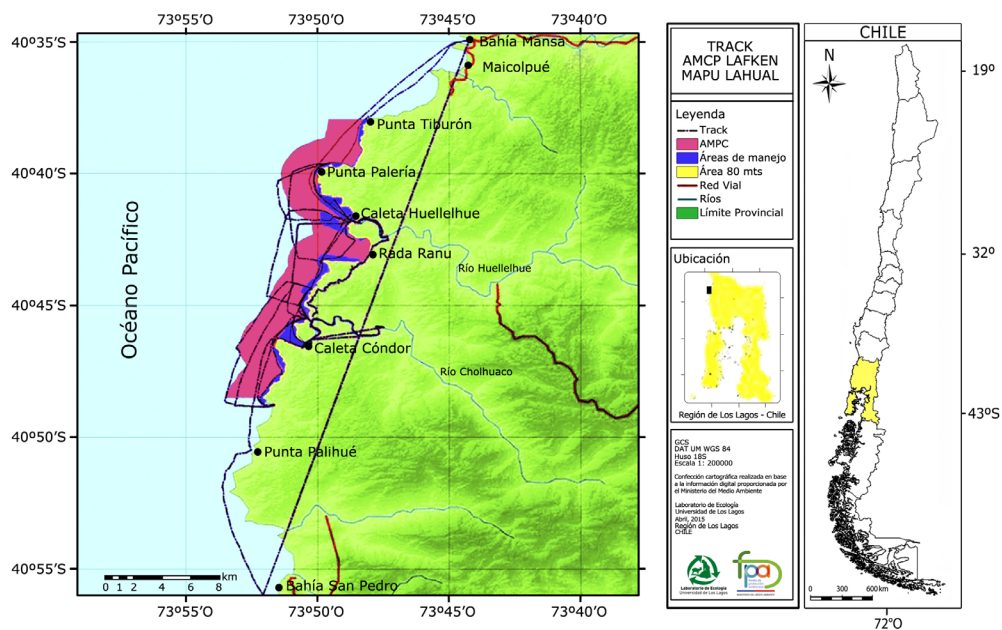 73º55'O
73º50'O
73º45'O
73º40'O
40º35'S
40º40'S
40º45'S
40º50'S
40º55'S
Océano Pacífico
Bahía Mansa
Maicolpué
Punta Tiburón
Punta Palería
Caleta Huellelhue
Rada Ranu
Río Huellelhue
Caleta Cóndor
Río Cholhuaco
Punta Palihué
Bahía San Pedro
km
0 1 2 4 6 8
73º55'O
73º50'O
73º45'O
73º40'O
TRACK
AMCP LAFKEN
MAPU LAHUAL
Leyenda
Track
AMPC
Áreas de manejo
Área 80 mts
Red Vial
Ríos
Límite Provincial
Ubicación
Región de Los Lagos - Chile
GCS
DAT UM WGS 84
Huso 18S
Escala 1: 200000
Confección cartográfica realizada en base
a la información digital proporcionada por
el Ministerio del Medio Ambiente
Laboratorio de Ecología
Universidad de Los Lagos
Abril, 2015
Región de Los Lagos
CHILE
Laboratorio de Ecología
Universidad de Los Lagos
fpa
CHILE
N
19º
32º
43ºS
0 300 600 km
72ºO